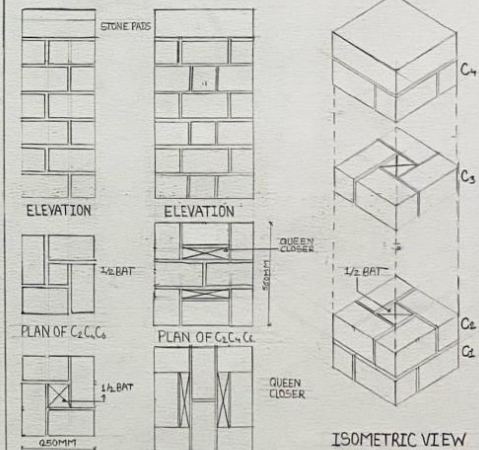 STONE PADS
C4
C3
ELEVATION
ELEVATION
QUEEN
CLOSER
1/2 BAT
550MM
1/2 BAT
PLAN OF C2 C4 C6
PLAN OF C2 C4 C6
C2
C1
1/2 BAT
QUEEN
CLOSER
250MM
ISOMETRIC VIEW